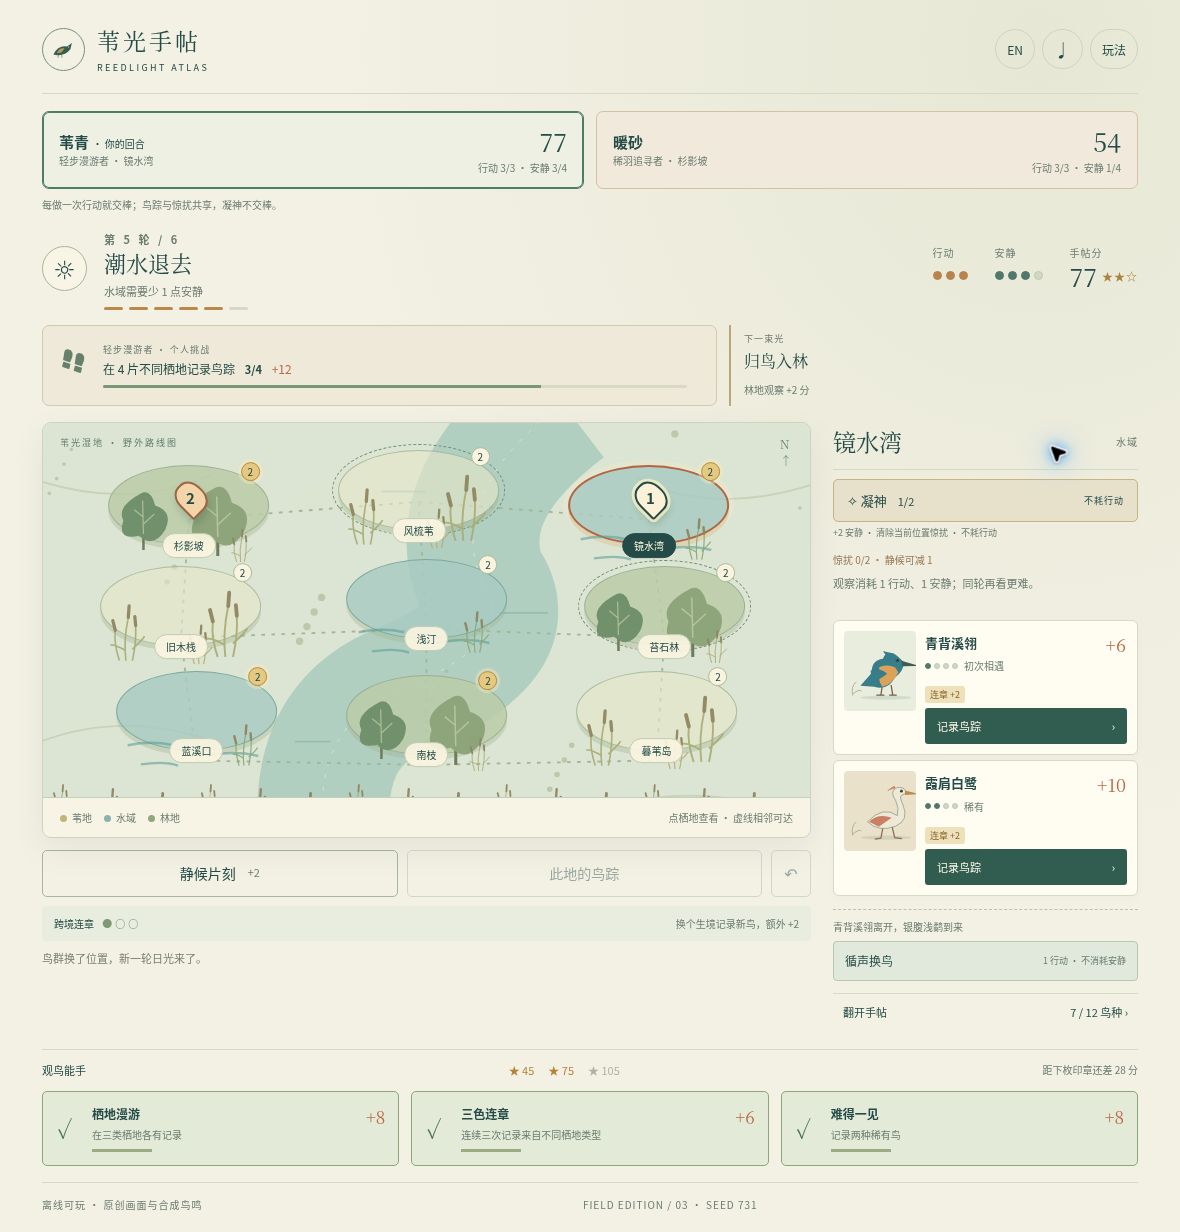 苇光手帖
REEDLIGHT ATLAS
EN
玩法
苇青 · 你的回合
轻步漫游者 · 镜水湾
77
行动 3/3 · 安静 3/4
暖砂
稀羽追寻者 · 杉影坡
54
行动 3/3 · 安静 1/4
每做一次行动就交棒；鸟踪与惊扰共享，凝神不交棒。
第 5 轮 / 6
潮水退去
水域需要少 1 点安静
行动
安静
手帖分
77 ★★☆
轻步漫游者 · 个人挑战
在 4 片不同栖地记录鸟踪 3/4 +12
下一束光
归鸟入林
林地观察 +2 分
苇光湿地 · 野外路线图
N
↑
2
2
杉影坡
2
风梳苇
2
1
镜水湾
2
旧木栈
2
浅汀
2
苔石林
2
蓝溪口
2
南枝
2
暮苇岛
苇地
水域
林地
点栖地查看 · 虚线相邻可达
静候片刻 +2
此地的鸟踪
↶
跨境连章
换个生境记录新鸟，额外 +2
鸟群换了位置，新一轮日光来了。
镜水湾
水域
✧ 凝神 1/2
不耗行动
+2 安静 · 清除当前位置惊扰 · 不耗行动
惊扰 0/2 · 静候可减 1
观察消耗 1 行动、1 安静；同轮再看更难。
青背溪翎
+6
初次相遇
连章 +2
记录鸟踪 ›
霞肩白鹭
+10
稀有
连章 +2
记录鸟踪 ›
青背溪翎离开，银腹浅鹬到来
循声换鸟
1 行动 · 不消耗安静
翻开手帖
7 / 12 鸟种 ›
观鸟能手
★ 45 ★ 75 ★ 105
距下枚印章还差 28 分
栖地漫游
+8
在三类栖地各有记录
三色连章
+6
连续三次记录来自不同栖地类型
难得一见
+8
记录两种稀有鸟
离线可玩 · 原创画面与合成鸟鸣
FIELD EDITION / 03 · SEED 731